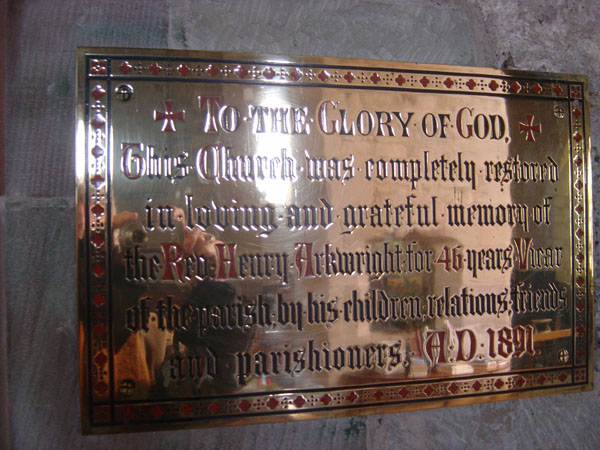 ✠ To·the·Glory·of·God, ✠
This·Church·was·completely·restored
in·loving·and·grateful·memory·of
the·Rev. Henry·Arkwright·for·46·years·Vicar
of·the·parish, by·his·children, relations, friends
and·parishioners, A.D. 1891.